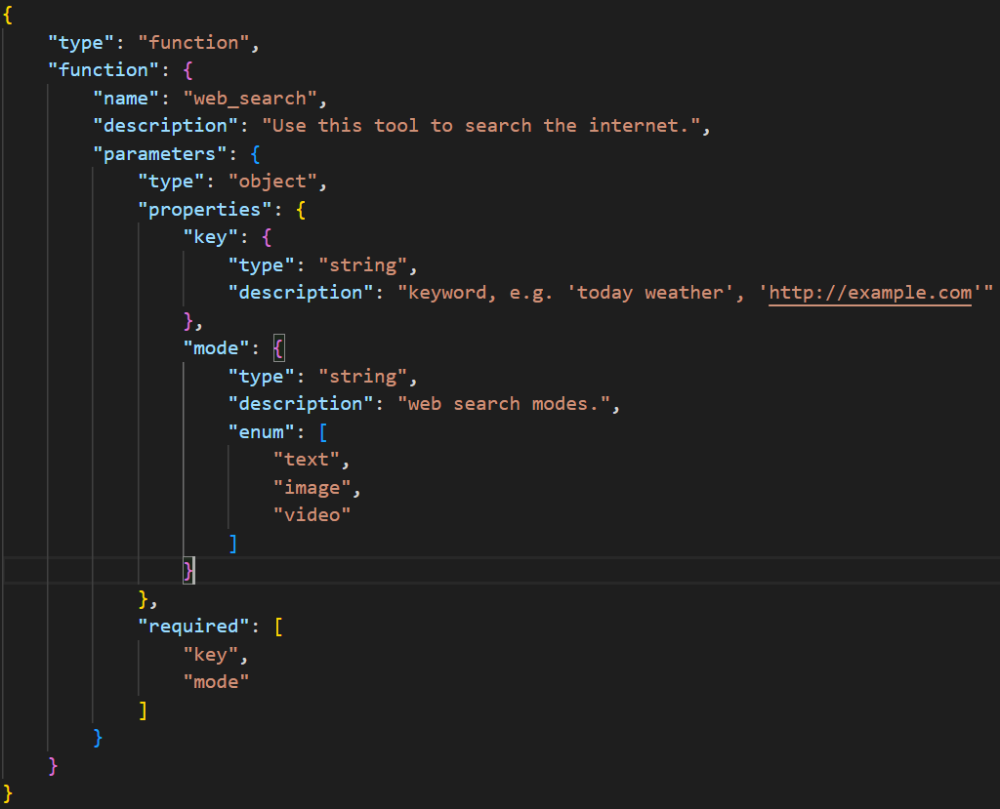 {
    "type": "function",
    "function": {
        "name": "web_search",
        "description": "Use this tool to search the internet.",
        "parameters": {
            "type": "object",
            "properties": {
                "key": {
                    "type": "string",
                    "description": "keyword, e.g. 'today weather', 'http://example.com'"
                },
                "mode": {
                    "type": "string",
                    "description": "web search modes.",
                    "enum": [
                        "text",
                        "image",
                        "video"
                    ]
                }
            },
            "required": [
                "key",
                "mode"
            ]
        }
    }
}